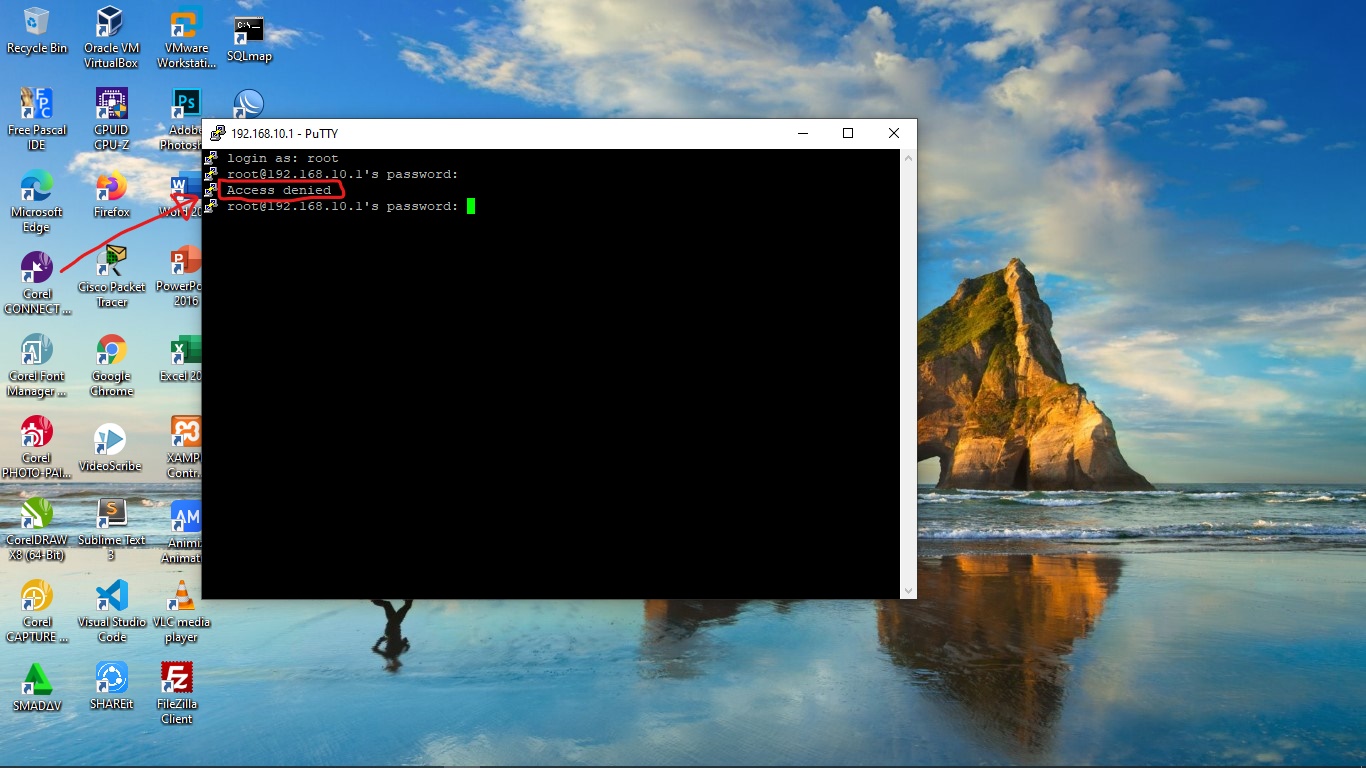 Recycle Bin
Oracle VM
VirtualBox
VMware
Workstati...
SQLmap
Free Pascal
IDE
CPUID
CPU-Z
Adobe
Photosh
Microsoft
Edge
Firefox
Word 20
Corel
CONNECT ...
Cisco Packet
Tracer
PowerPo
2016
Corel Font
Manager ...
Google
Chrome
Excel 20
Corel
PHOTO-PAI...
VideoScribe
XAMP
Contr.
CorelDRAW
X8 (64-Bit)
Sublime Text
3
Animi
Animat
Corel
CAPTURE ...
Visual Studio
Code
VLC media
player
SMADΔV
SHAREit
FileZilla
Client
192.168.10.1 - PuTTY
login as: root
root@192.168.10.1's password:
Access denied
root@192.168.10.1's password: